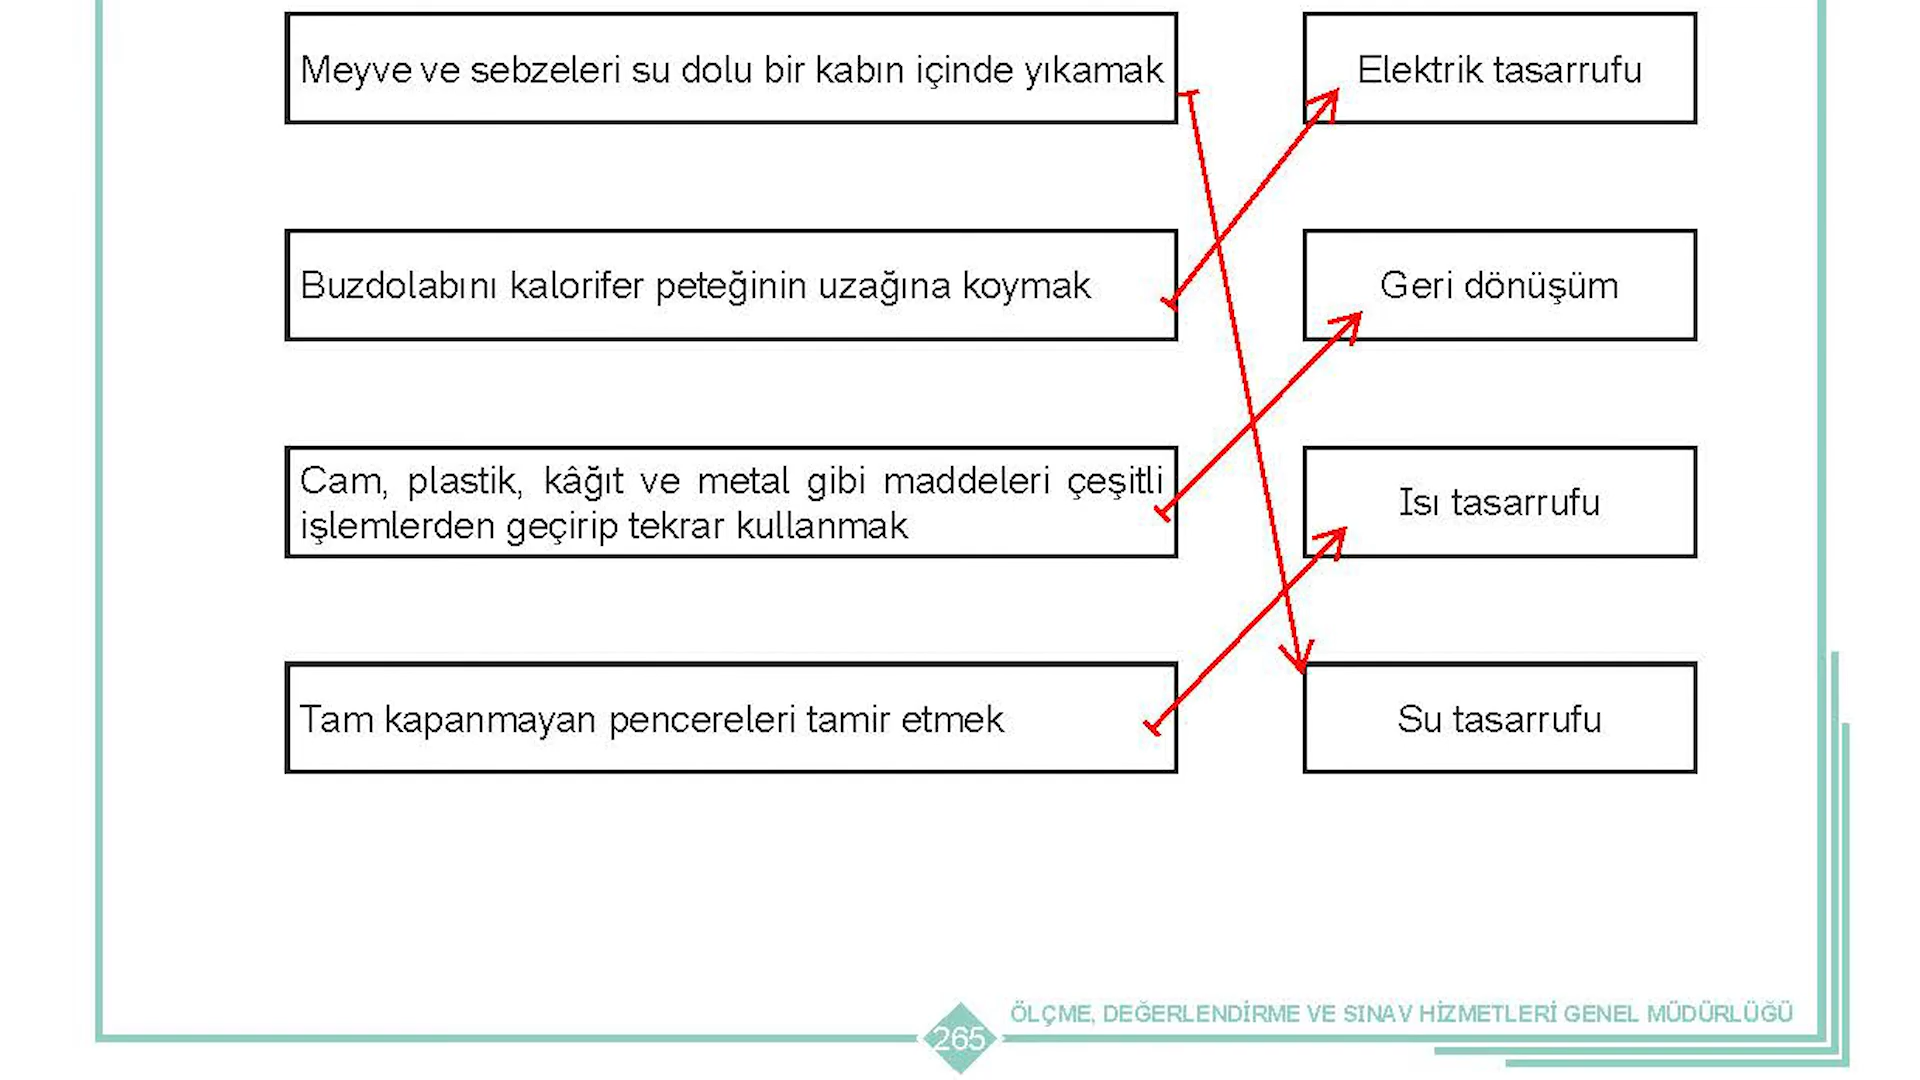 Meyve ve sebzeleri su dolu bir kabın içinde yıkamak
Elektrik tasarrufu
Buzdolabını kalorifer peteğinin uzağına koymak
Geri dönüşüm
Cam, plastik, kâğıt ve metal gibi maddeleri çeşitli
işlemlerden geçirip tekrar kullanmak
Isı tasarrufu
Tam kapanmayan pencereleri tamir etmek
Su tasarrufu
ÖLÇME, DEĞERLENDİRME VE SINAV HİZMETLERİ GENEL MÜDÜRLÜĞÜ
265